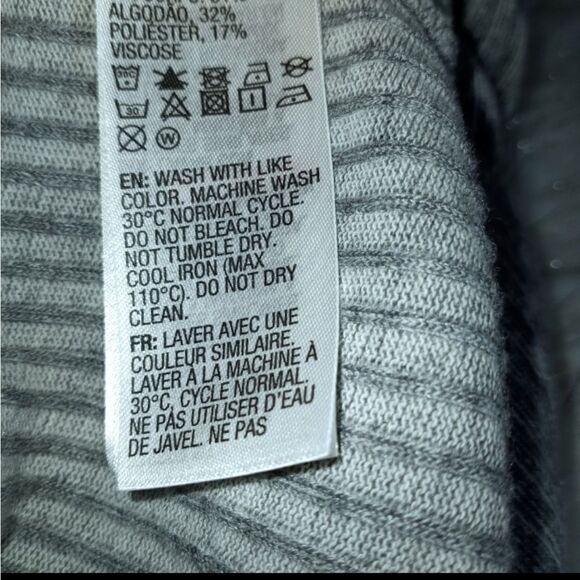 ALGODÃO, 32%
POLIÉSTER, 17%
VISCOSE
30
W
EN: WASH WITH LIKE
COLOR. MACHINE WASH
30°C NORMAL CYCLE.
DO NOT BLEACH. DO
NOT TUMBLE DRY.
COOL IRON (MAX
110°C). DO NOT DRY
CLEAN.
FR: LAVER AVEC UNE
COULEUR SIMILAIRE.
LAVER À LA MACHINE À
30°C, CYCLE NORMAL.
NE PAS UTILISER D'EAU
DE JAVEL. NE PAS